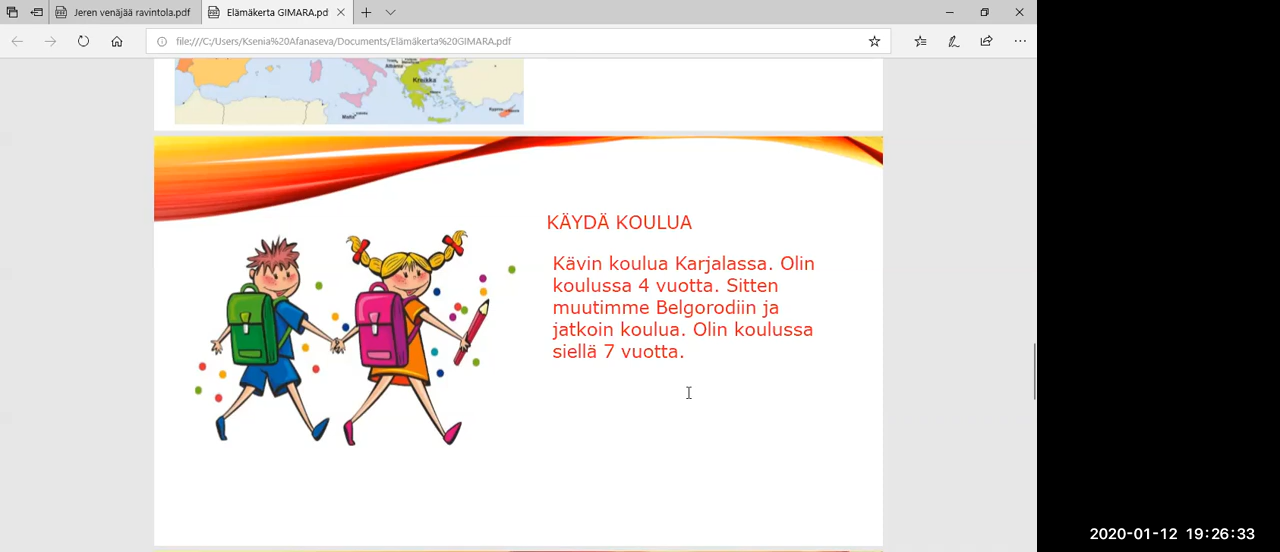 Jeren venäjää ravintola.pdf
Elämäkerta GIMARA.pd
file:///C:/Users/Ksenia%20Afanaseva/Documents/Elämäkerta%20GIMARA.pdf
Kreikka
Malta
KÄYDÄ KOULUA
Kävin koulua Karjalassa. Olin
koulussa 4 vuotta. Sitten
muutimme Belgorodiin ja
jatkoin koulua. Olin koulussa
siellä 7 vuotta.
2020-01-12 19:26:33